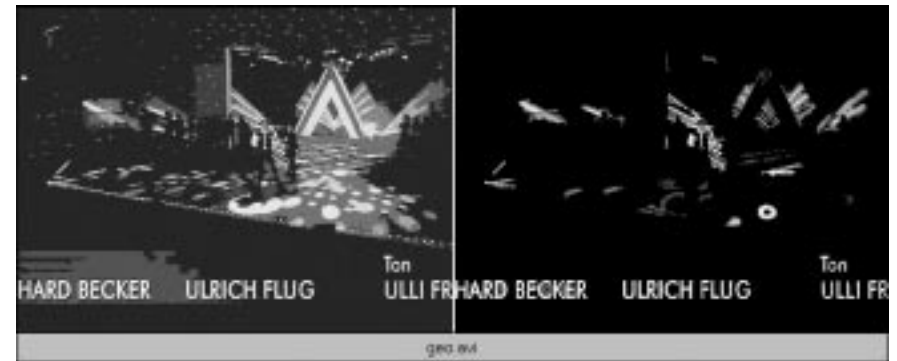 Ton
HARD BECKER ULRICH FLUG ULLI FR
Ton
HARD BECKER ULRICH FLUG ULLI FR
geo.avi